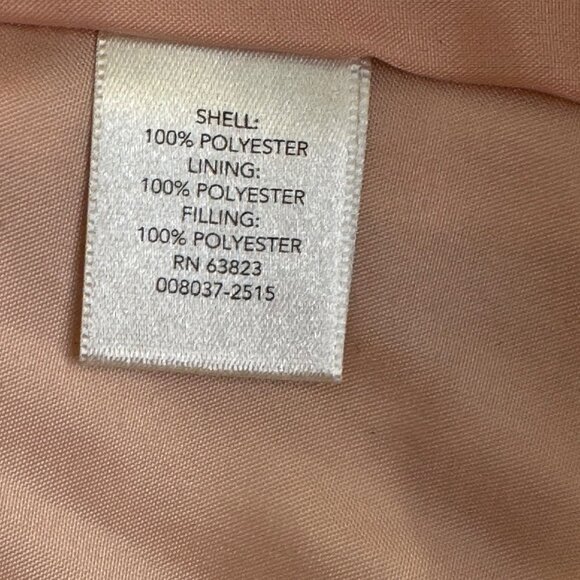 SHELL:
100% POLYESTER
LINING:
100% POLYESTER
FILLING:
100% POLYESTER
RN 63823
008037-2515